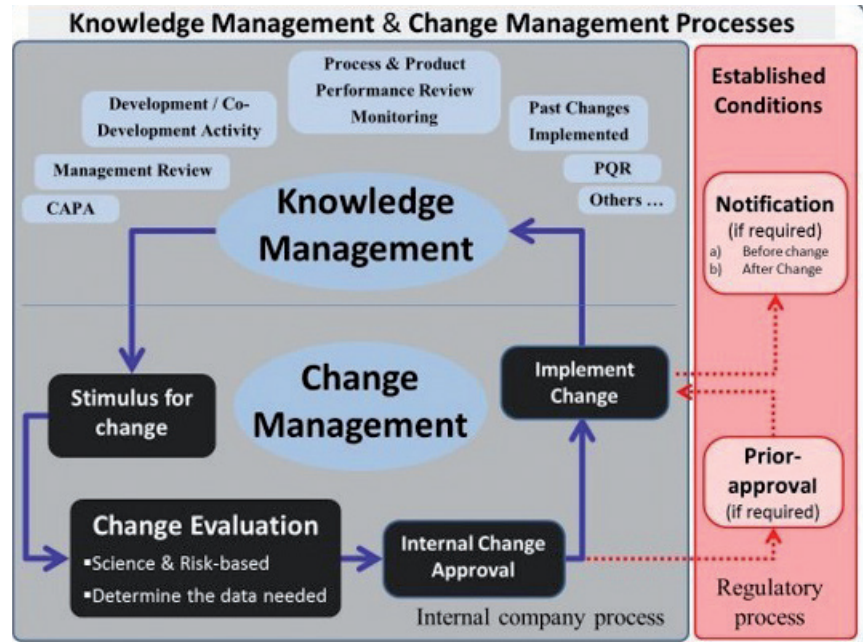 Knowledge Management & Change Management Processes
Process & Product
Performance Review
Monitoring
Development / Co-
Development Activity
Past Changes
Implemented
Management Review
PQR
CAPA
Others ...
Knowledge
Management
Stimulus for
change
Change
Management
Implement
Change
Change Evaluation
▪Science & Risk-based
▪Determine the data needed
Internal Change
Approval
Internal company process
Established
Conditions
Notification
(if required)
a) Before change
b) After Change
Prior-
approval
(if required)
Regulatory
process